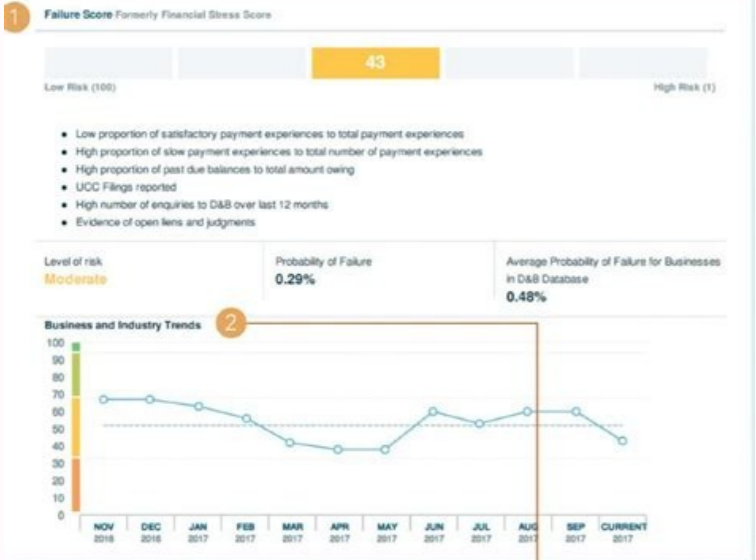 1
Failure Score Formerly Financial Stress Score
43
Low Risk (100) High Risk (1)
• Low proportion of satisfactory payment experiences to total payment experiences
• High proportion of slow payment experiences to total number of payment experiences
• High proportion of past due balances to total amount owing
• UCC Filings reported
• High number of enquiries to D&B over last 12 months
• Evidence of open liens and judgments
Level of risk
Moderate
Probability of Failure
0.29%
Average Probability of Failure for Businesses
in D&B Database
0.48%
Business and Industry Trends 2
100
90
80
70
60
50
40
30
20
10
0
NOV DEC JAN FEB MAR APR MAY JUN JUL AUG SEP CURRENT
2016 2016 2017 2017 2017 2017 2017 2017 2017 2017 2017 2017